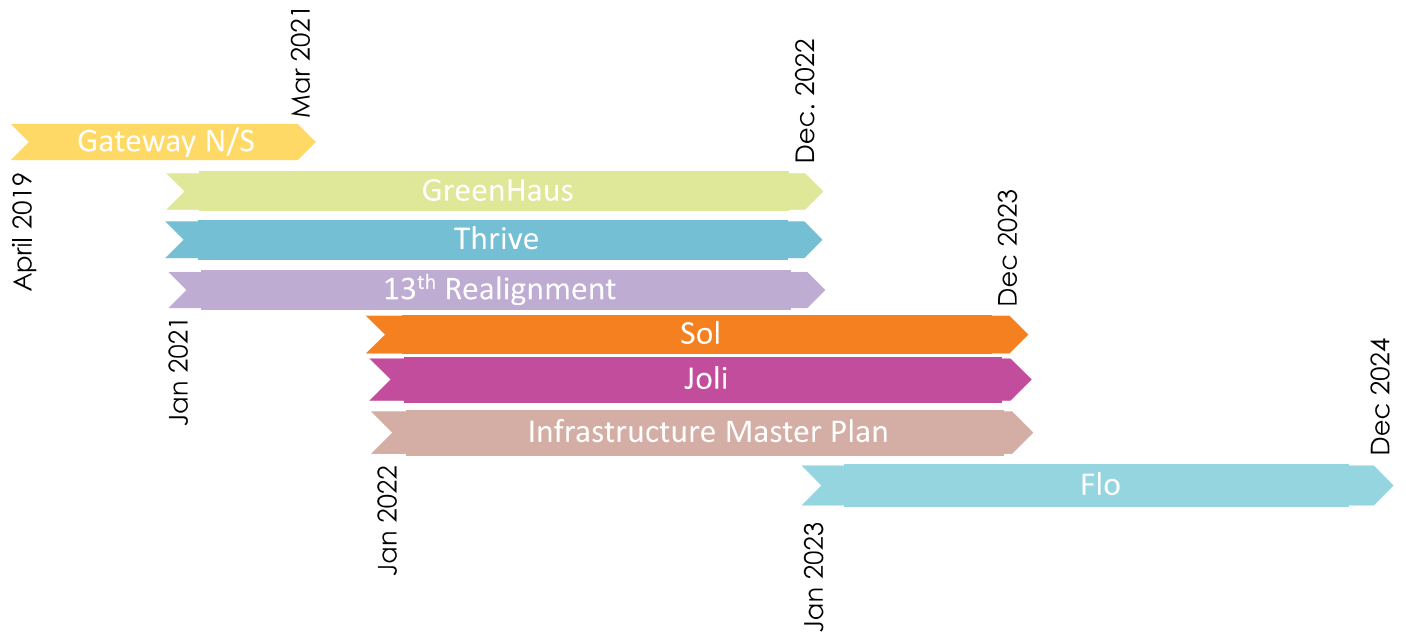 Mar 2021
Dec. 2022
Gateway N/S
April 2019
GreenHaus
Dec 2023
Thrive
13th Realignment
Jan 2021
Sol
Dec 2024
Joli
Infrastructure Master Plan
Jan 2022
Flo
Jan 2023